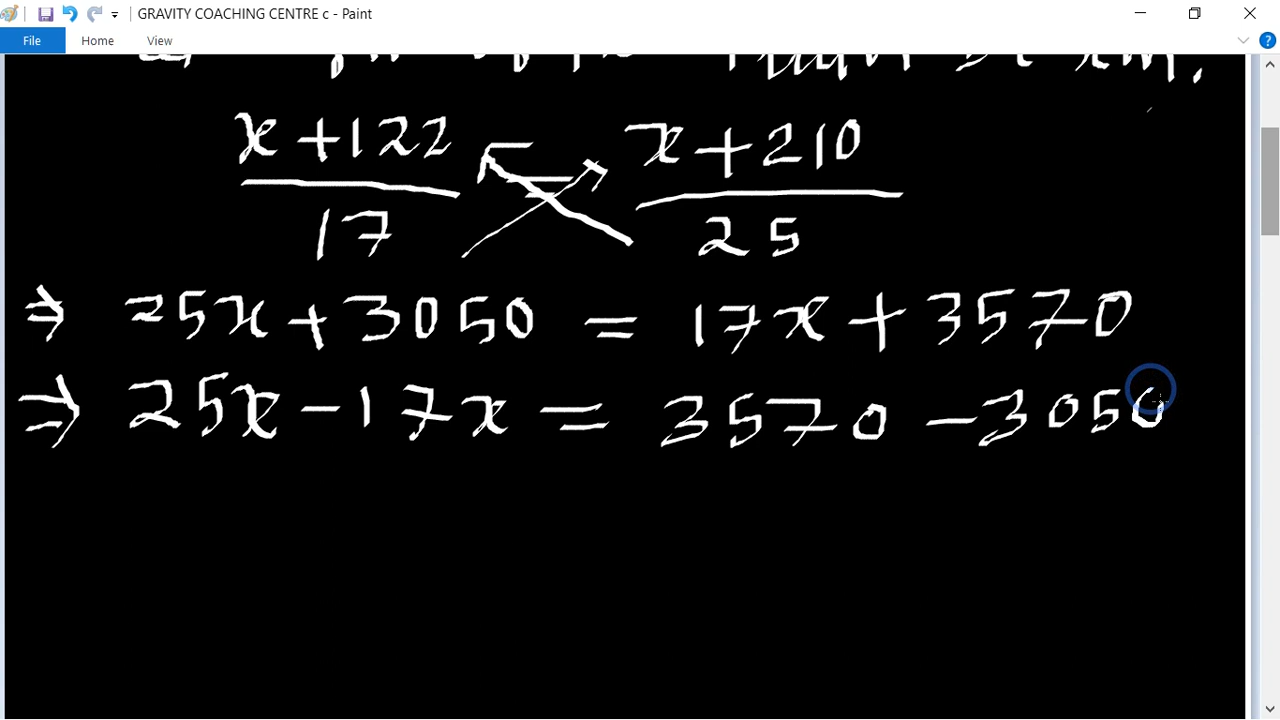 GRAVITY COACHING CENTRE c - Paint
File Home View
x+122 = x+210
17 25
⇒ 25x + 3050 = 17x + 3570
⇒ 25x - 17x = 3570 - 3050